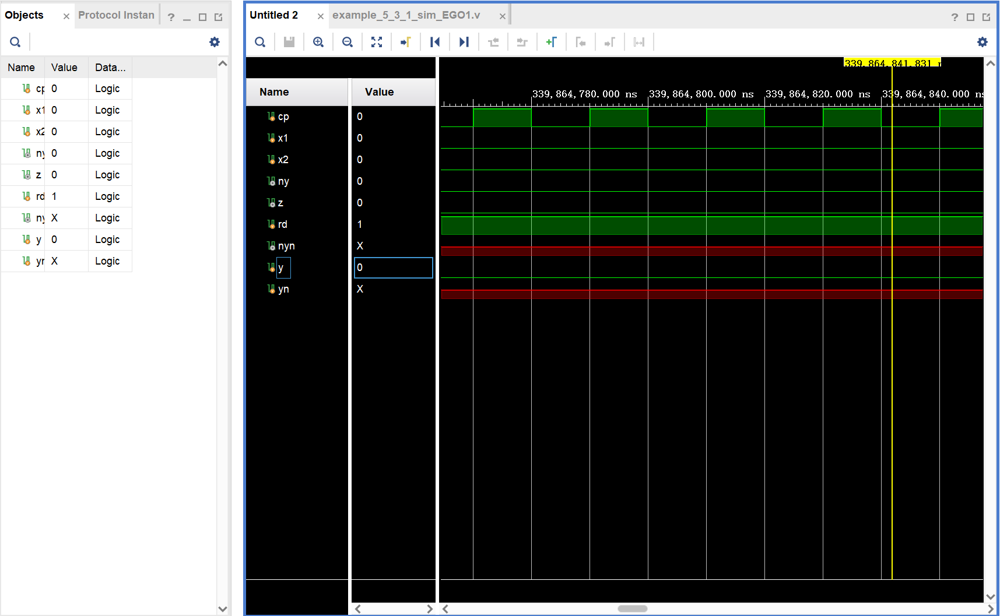 Objects
Protocol Instan
Name Value Data...
cp 0 Logic
x1 0 Logic
x2 0 Logic
ny 0 Logic
z 0 Logic
rd 1 Logic
ny X Logic
y 0 Logic
yr X Logic
Untitled 2
example_5_3_1_sim_EGO1.v
339,864,841.831 n
Name Value
339,864,780.000 ns 339,864,800.000 ns 339,864,820.000 ns 339,864,840.000 ns
cp 0
x1 0
x2 0
ny 0
z 0
rd 1
nyn X
y 0
yn X